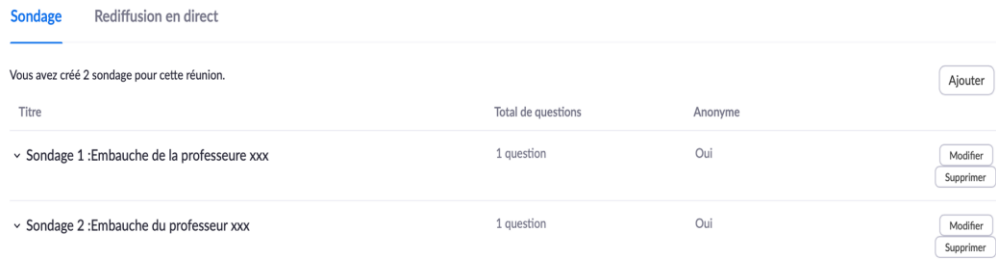 Sondage Rediffusion en direct
Vous avez créé 2 sondage pour cette réunion.
Ajouter
Titre Total de questions Anonyme
Sondage 1 :Embauche de la professeure xxx 1 question Oui
Modifier
Supprimer
Sondage 2 :Embauche du professeur xxx 1 question Oui
Modifier
Supprimer